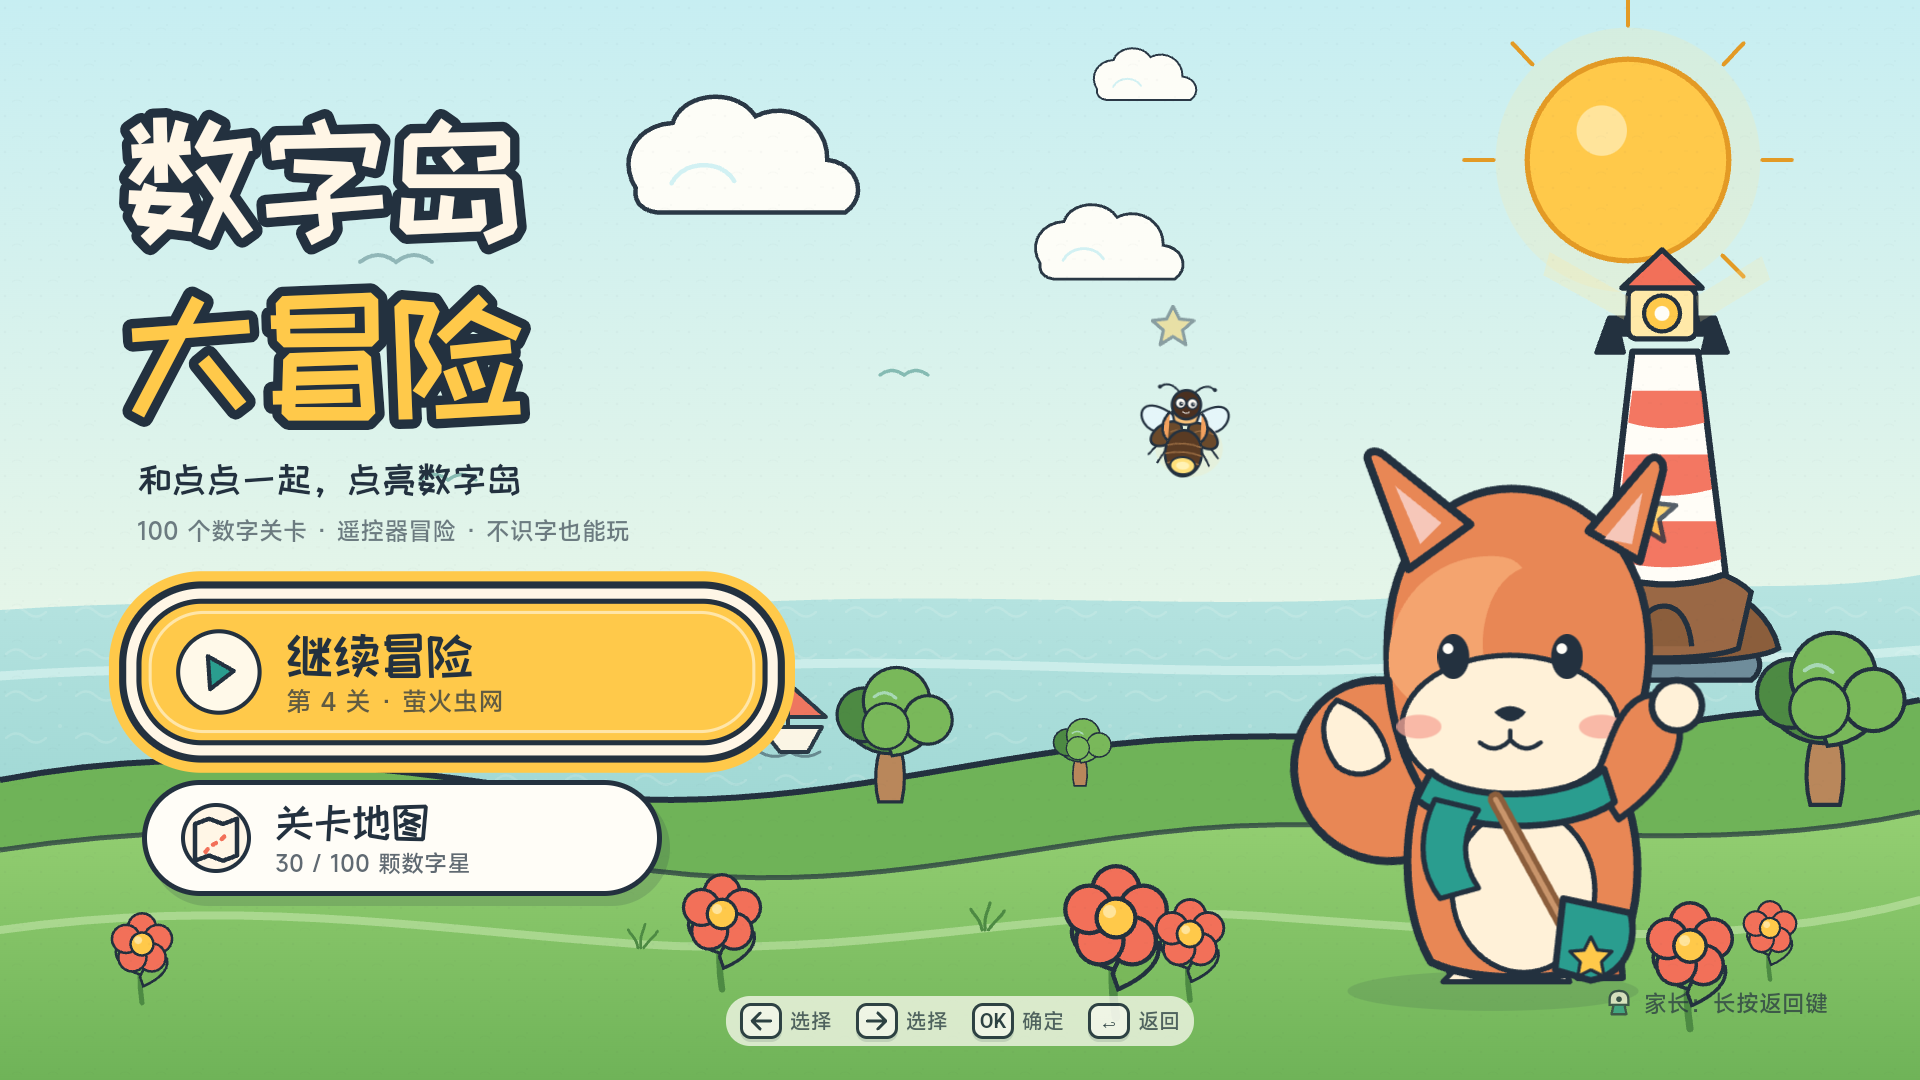 数字岛
大冒险
和点点一起，点亮数字岛
100 个数字关卡 · 遥控器冒险 · 不识字也能玩
继续冒险
第 4 关 · 萤火虫网
关卡地图
30 / 100 颗数字星
← 选择 → 选择 OK 确定 ↩ 返回
家长：长按返回键